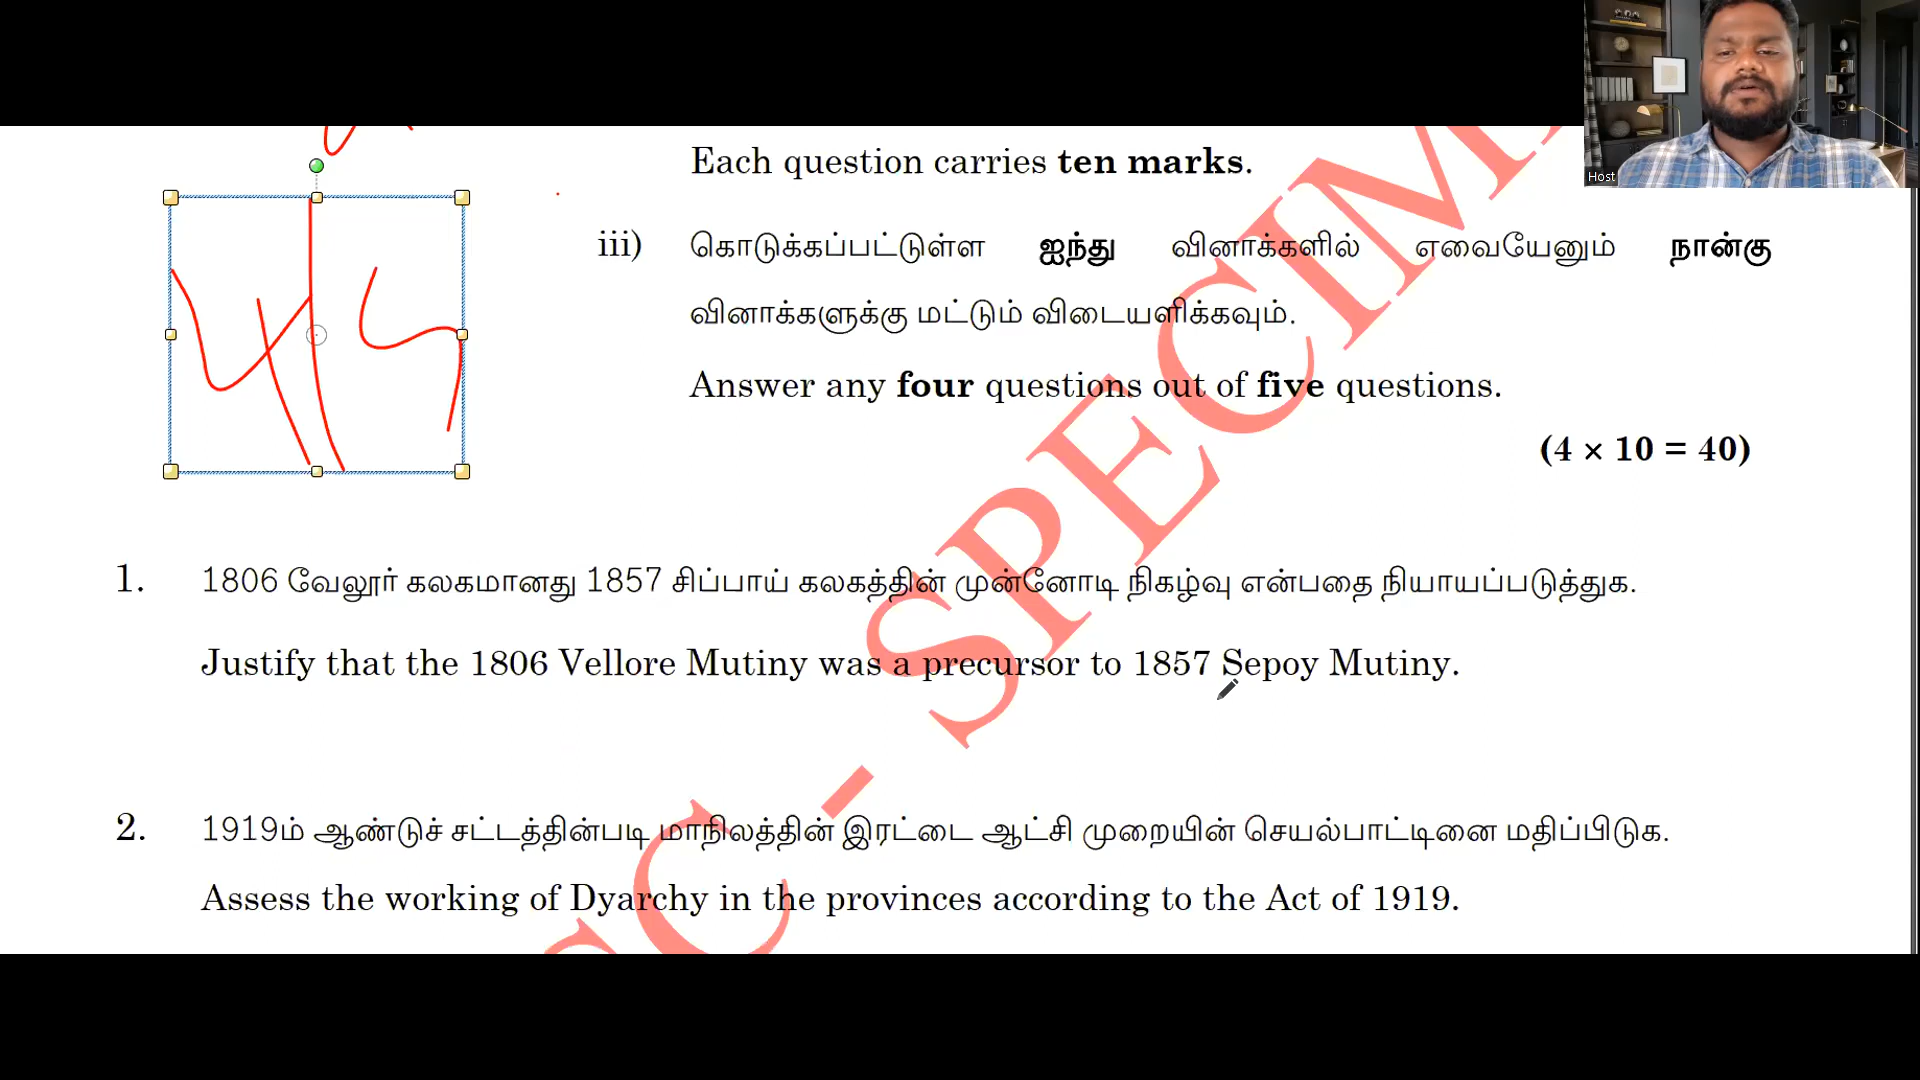 Host
Each question carries ten marks.
iii) கொடுக்கப்பட்டுள்ள ஐந்து வினாக்களில் எவையேனும் நான்கு
வினாக்களுக்கு மட்டும் விடையளிக்கவும்.
Answer any four questions out of five questions.
(4 × 10 = 40)
1. 1806 வேலூர் கலகமானது 1857 சிப்பாய் கலகத்தின் முன்னோடி நிகழ்வு என்பதை நியாயப்படுத்துக.
Justify that the 1806 Vellore Mutiny was a precursor to 1857 Sepoy Mutiny.
2. 1919ம் ஆண்டுச் சட்டத்தின்படி மாநிலத்தின் இரட்டை ஆட்சி முறையின் செயல்பாட்டினை மதிப்பிடுக.
Assess the working of Dyarchy in the provinces according to the Act of 1919.
C - SPECIM